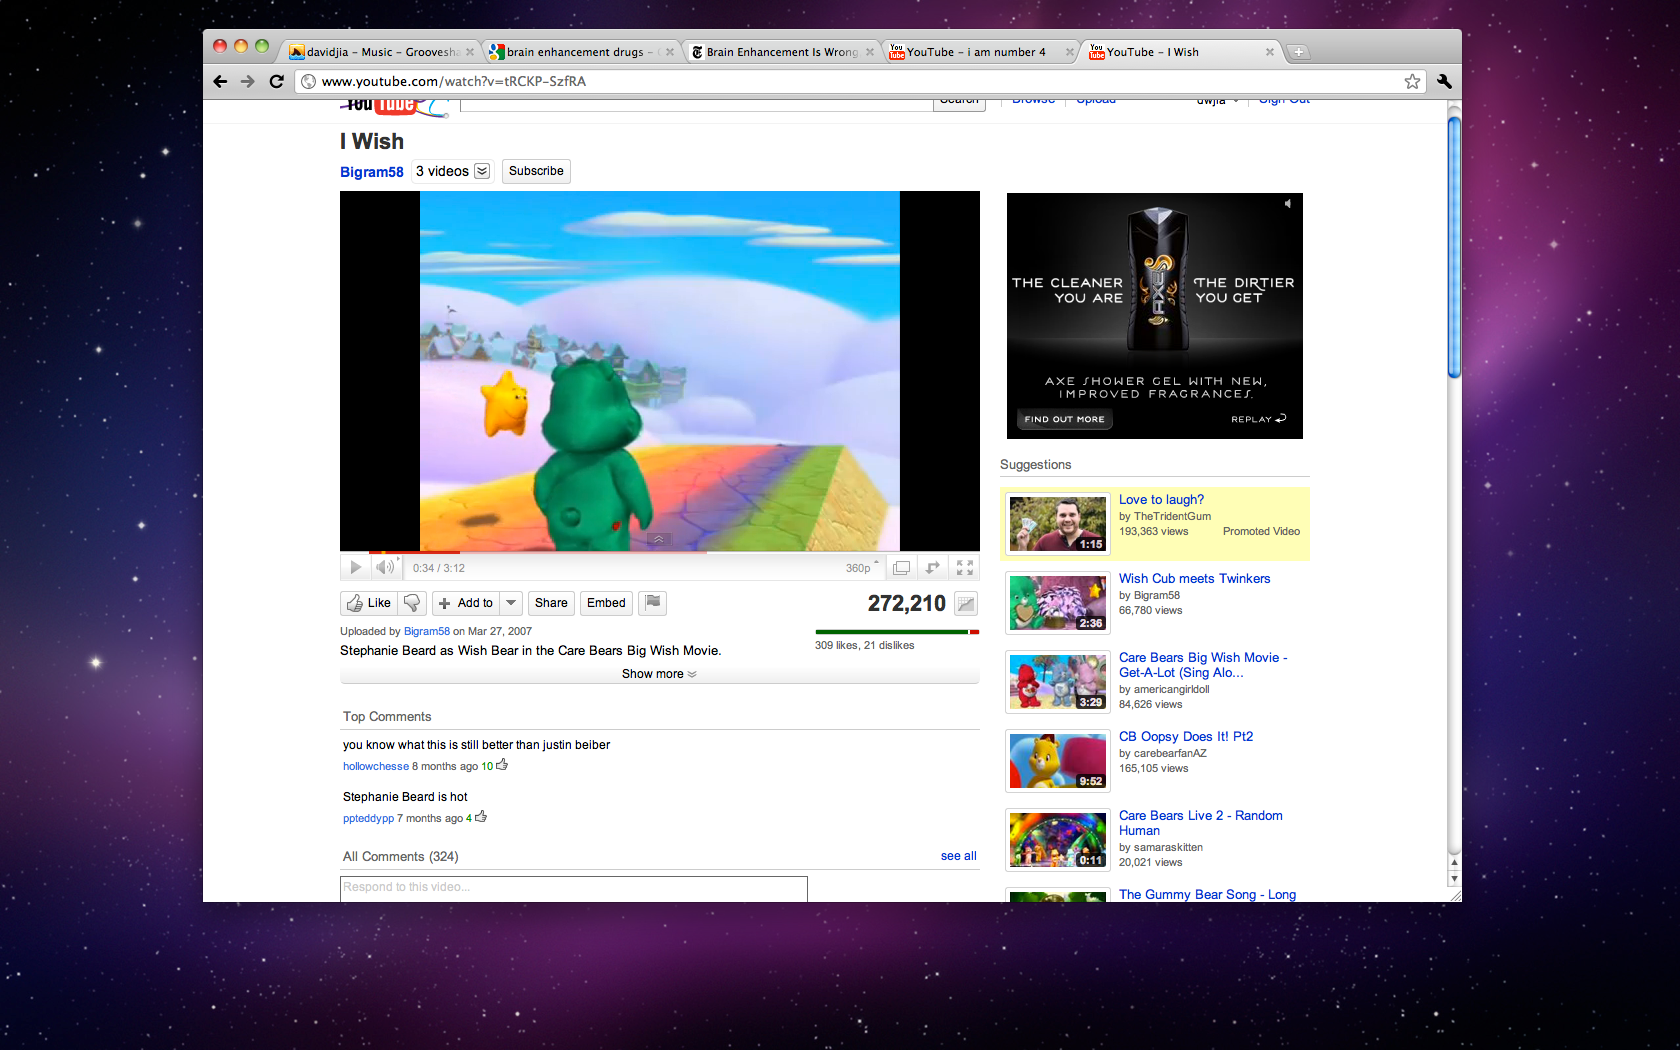 davidjia – Music – Groovesha
brain enhancement drugs –
Brain Enhancement Is Wrong,
YouTube – i am number 4
YouTube – I Wish
www.youtube.com/watch?v=tRCKP-SzfRA
YouTube
Search
Browse
Upload
dwjia
Sign Out
I Wish
Bigram58 3 videos Subscribe
THE CLEANER YOU ARE
THE DIRTIER YOU GET
AXE
AXE SHOWER GEL WITH NEW,
IMPROVED FRAGRANCES.
FIND OUT MORE
REPLAY
0:34 / 3:12
360p
Like
Add to
Share
Embed
272,210
Uploaded by Bigram58 on Mar 27, 2007
309 likes, 21 dislikes
Stephanie Beard as Wish Bear in the Care Bears Big Wish Movie.
Show more
Top Comments
you know what this is still better than justin beiber
hollowchesse 8 months ago 10
Stephanie Beard is hot
ppteddypp 7 months ago 4
All Comments (324)
see all
Respond to this video...
Suggestions
Love to laugh?
by TheTridentGum
193,363 views
Promoted Video
1:15
Wish Cub meets Twinkers
by Bigram58
66,780 views
2:36
Care Bears Big Wish Movie -
Get-A-Lot (Sing Alo...
by americangirldoll
84,626 views
3:29
CB Oopsy Does It! Pt2
by carebearfanAZ
165,105 views
9:52
Care Bears Live 2 - Random
Human
by samaraskitten
20,021 views
0:11
The Gummy Bear Song - Long